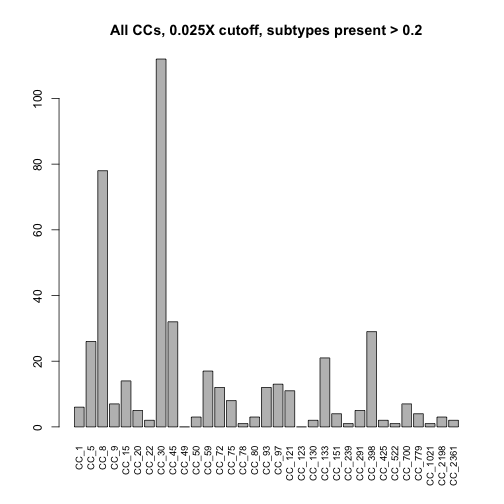 All CCs, 0.025X cutoff, subtypes present > 0.2
100
80
60
40
20
0
CC_1
CC_5
CC_8
CC_9
CC_15
CC_20
CC_22
CC_30
CC_45
CC_49
CC_50
CC_59
CC_72
CC_75
CC_78
CC_80
CC_93
CC_97
CC_121
CC_123
CC_130
CC_133
CC_151
CC_239
CC_291
CC_398
CC_425
CC_522
CC_700
CC_779
CC_1021
CC_2198
CC_2361